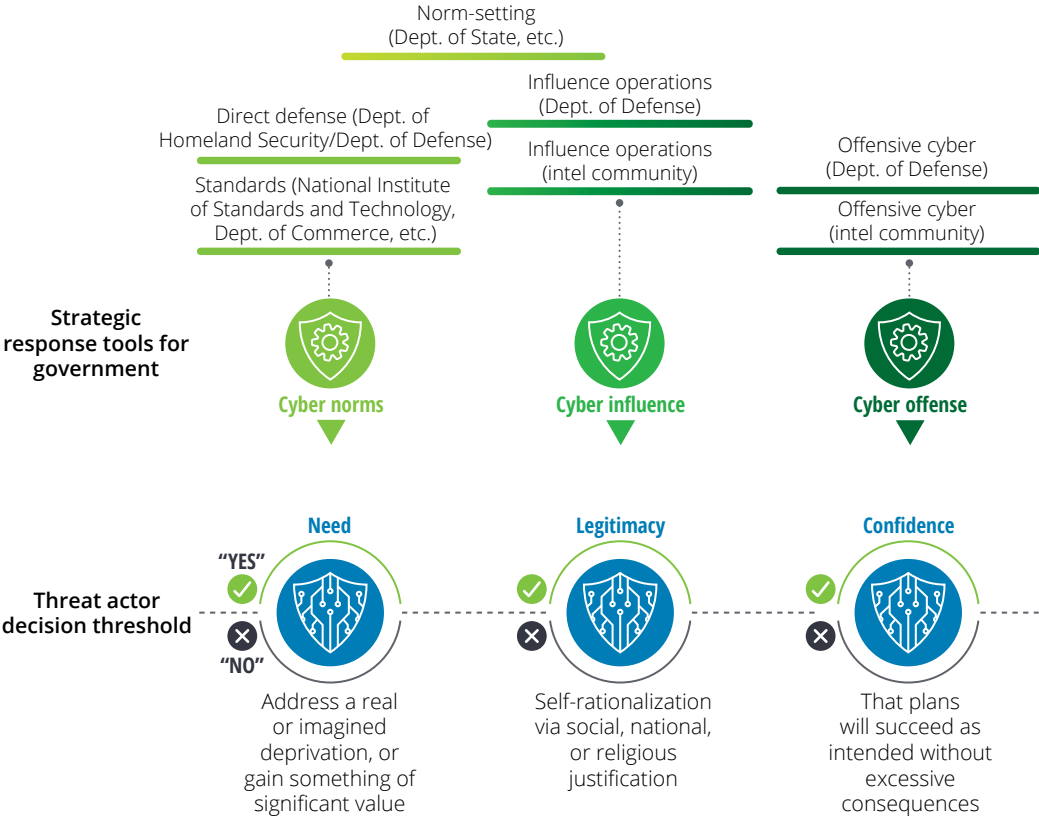 Norm-setting
(Dept. of State, etc.)
Influence operations
(Dept. of Defense)
Direct defense (Dept. of
Homeland Security/Dept. of Defense)
Influence operations
(intel community)
Offensive cyber
(Dept. of Defense)
Standards (National Institute
of Standards and Technology,
Dept. of Commerce, etc.)
Offensive cyber
(intel community)
Strategic
response tools for
government
Cyber norms
Cyber influence
Cyber offense
Need
Legitimacy
Confidence
“YES”
Threat actor
decision threshold
“NO”
Address a real
or imagined
deprivation, or
gain something of
significant value
Self-rationalization
via social, national,
or religious
justification
That plans
will succeed as
intended without
excessive
consequences